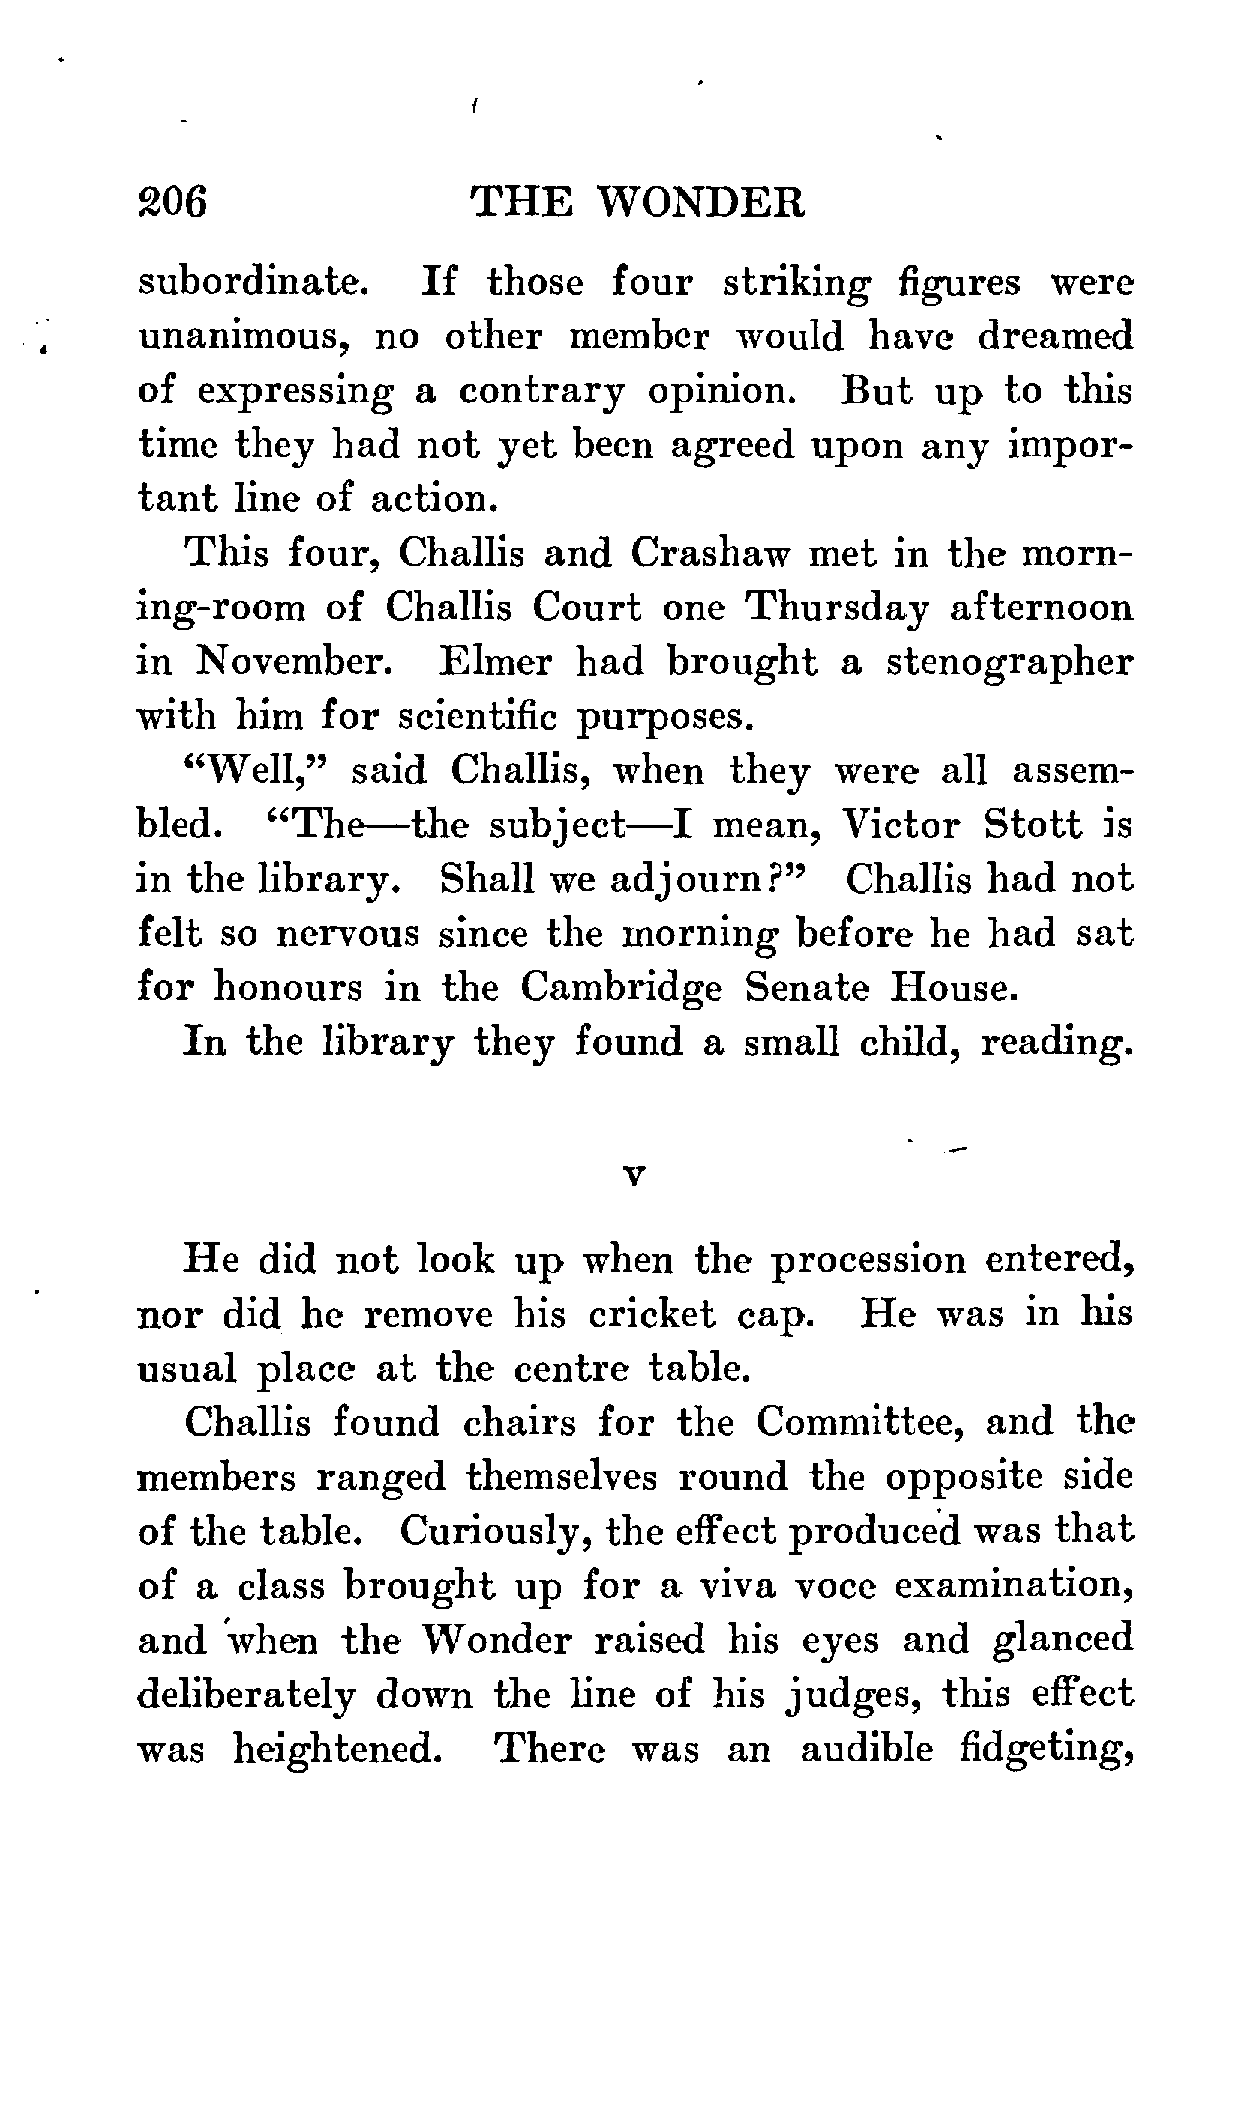 206 THE WONDER
subordinate. If those four striking figures were
unanimous, no other member would have dreamed
of expressing a contrary opinion. But up to this
time they had not yet been agreed upon any impor-
tant line of action.
This four, Challis and Crashaw met in the morn-
ing-room of Challis Court one Thursday afternoon
in November. Elmer had brought a stenographer
with him for scientific purposes.
“Well,” said Challis, when they were all assem-
bled. “The—the subject—I mean, Victor Stott is
in the library. Shall we adjourn?” Challis had not
felt so nervous since the morning before he had sat
for honours in the Cambridge Senate House.
In the library they found a small child, reading.
V
He did not look up when the procession entered,
nor did he remove his cricket cap. He was in his
usual place at the centre table.
Challis found chairs for the Committee, and the
members ranged themselves round the opposite side
of the table. Curiously, the effect produced was that
of a class brought up for a viva voce examination,
and when the Wonder raised his eyes and glanced
deliberately down the line of his judges, this effect
was heightened. There was an audible fidgeting,